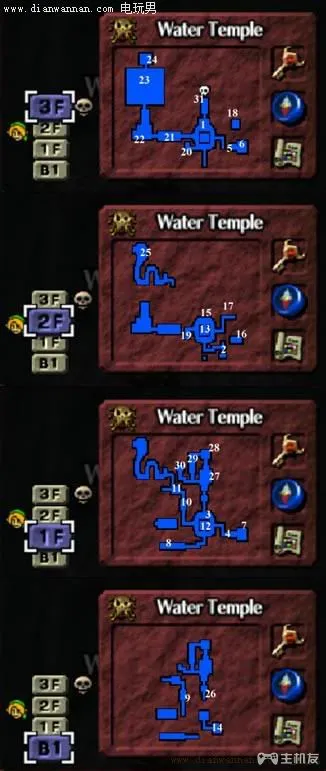 www.dianwannan.com 电玩男
Water Temple
24
23
3F
31
18
2F
1
22
21
1F
20
5
6
B1
Water Temple
25
3F
17
15
2F
19
13
16
1F
2
B1
Water Temple
28
29
30
27
3F
11
2F
10
3
12
7
1F
4
8
B1
Water Temple
3F
9
26
2F
1F
14
B1
www.dianwannan.com
主机友